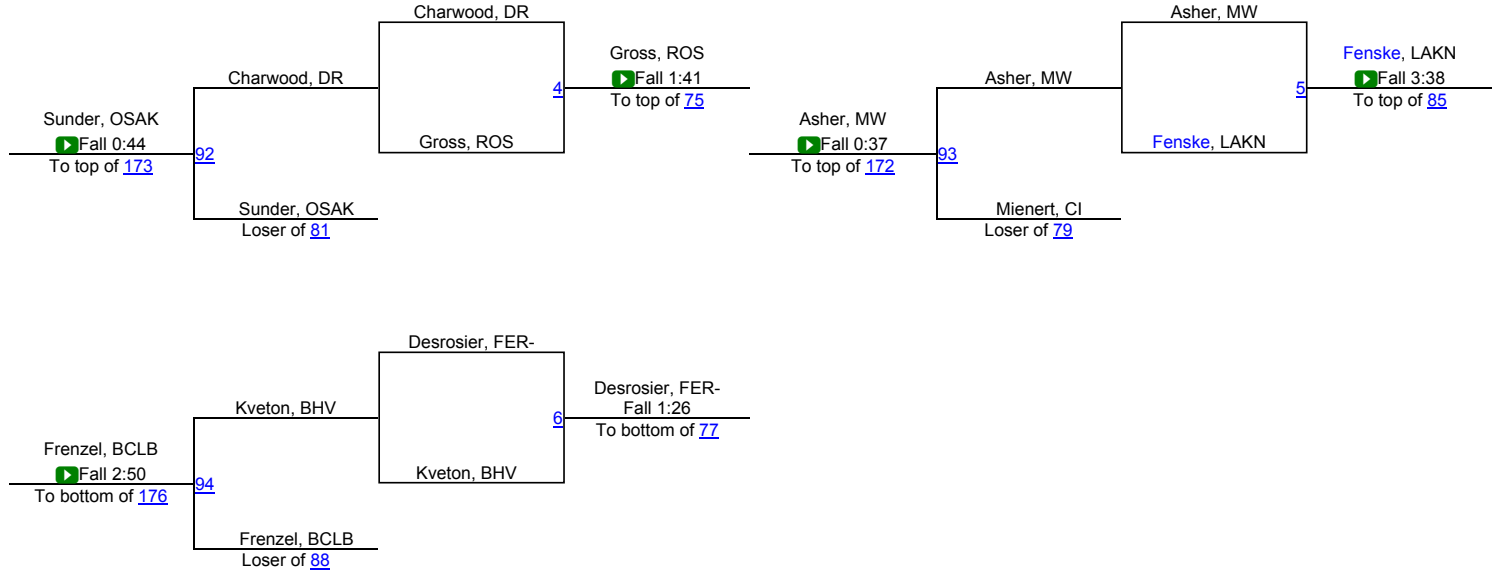 Charwood, DR
Gross, ROS
Charwood, DR
Fall 1:41
4
To top of 75
Sunder, OSAK
Fall 0:44
Gross, ROS
92
To top of 173
Sunder, OSAK
Loser of 81
Asher, MW
Fenske, LAKN
Asher, MW
Fall 3:38
5
To top of 85
Asher, MW
Fall 0:37
Fenske, LAKN
93
To top of 172
Mienert, CI
Loser of 79
Desrosier, FER-
Desrosier, FER-
Kveton, BHV
Fall 1:26
6
To bottom of 77
Frenzel, BCLB
Fall 2:50
Kveton, BHV
94
To bottom of 176
Frenzel, BCLB
Loser of 88